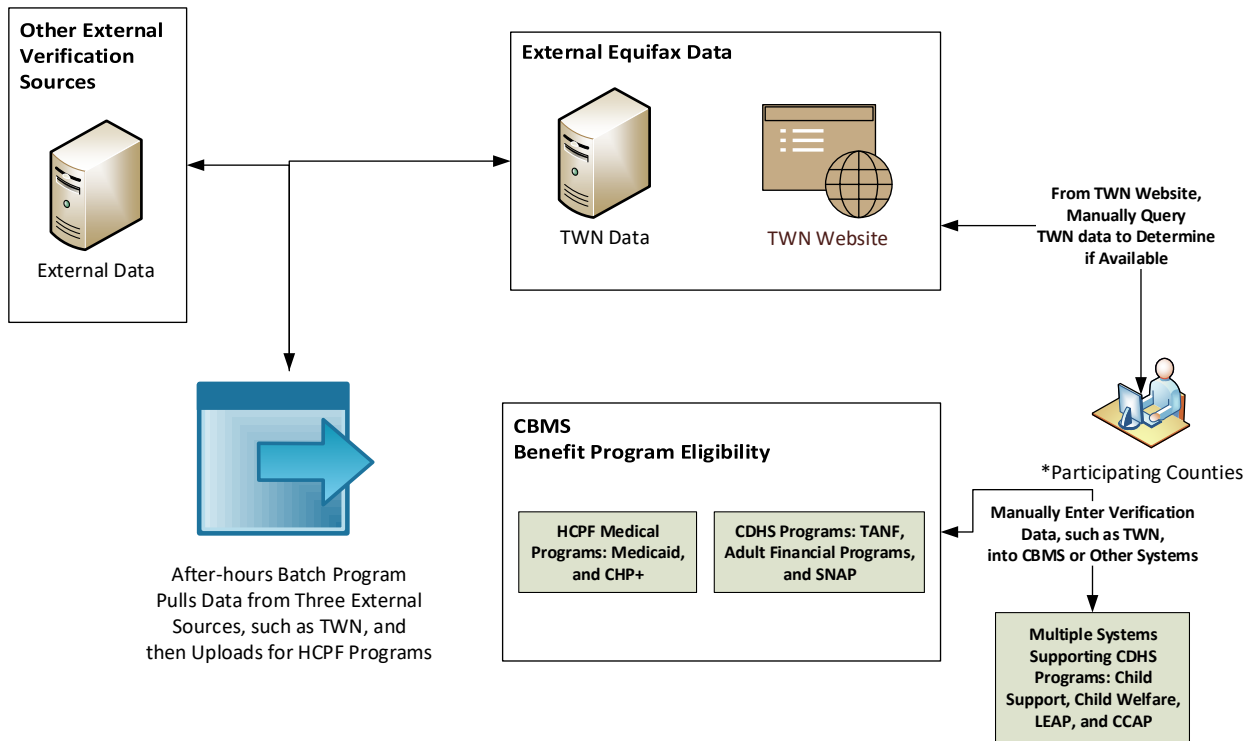 Other External
Verification
Sources
External Data
External Equifax Data
TWN Data
TWN Website
From TWN Website,
Manually Query
TWN data to Determine
if Available
*Participating Counties
After-hours Batch Program
Pulls Data from Three External
Sources, such as TWN, and
then Uploads for HCPF Programs
CBMS
Benefit Program Eligibility
HCPF Medical
Programs: Medicaid,
and CHP+
CDHS Programs: TANF,
Adult Financial Programs,
and SNAP
Manually Enter Verification
Data, such as TWN,
into CBMS or Other Systems
Multiple Systems
Supporting CDHS
Programs: Child
Support, Child Welfare,
LEAP, and CCAP